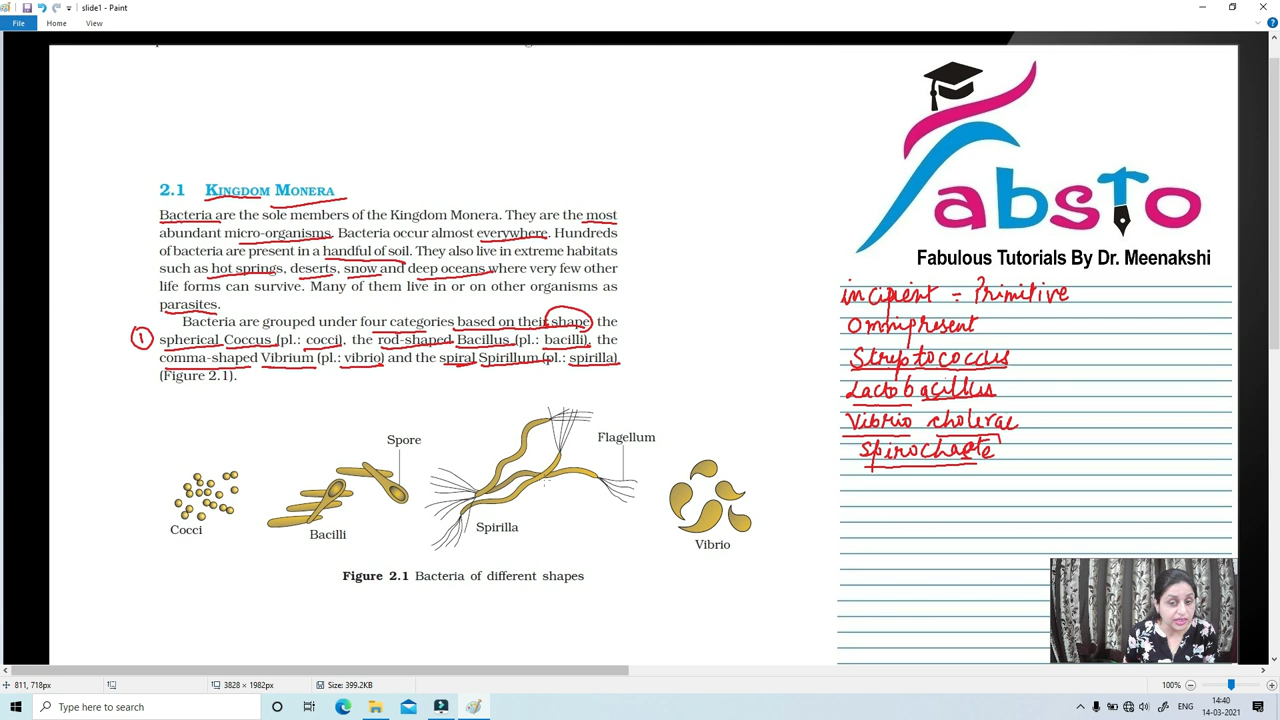 slide1 - Paint
File Home View
2.1 KINGDOM MONERA
Bacteria are the sole members of the Kingdom Monera. They are the most
abundant micro-organisms. Bacteria occur almost everywhere. Hundreds
of bacteria are present in a handful of soil. They also live in extreme habitats
such as hot springs, deserts, snow and deep oceans where very few other
life forms can survive. Many of them live in or on other organisms as
parasites.
Bacteria are grouped under four categories based on their shape: the
1
spherical Coccus (pl.: cocci), the rod-shaped Bacillus (pl.: bacilli), the
comma-shaped Vibrium (pl.: vibrio) and the spiral Spirillum (pl.: spirilla)
(Figure 2.1).
Spore
Flagellum
Cocci
Bacilli
Spirilla
Vibrio
Figure 2.1 Bacteria of different shapes
absto
Fabulous Tutorials By Dr. Meenakshi
incipient = Primitive
Omnipresent
Streptococcus
Lactobacillus
Vibrio cholerae
Spirochaete
811, 718px
3828 × 1982px
Size: 399.2KB
100%
Type here to search
ENG
14:40
14-03-2021